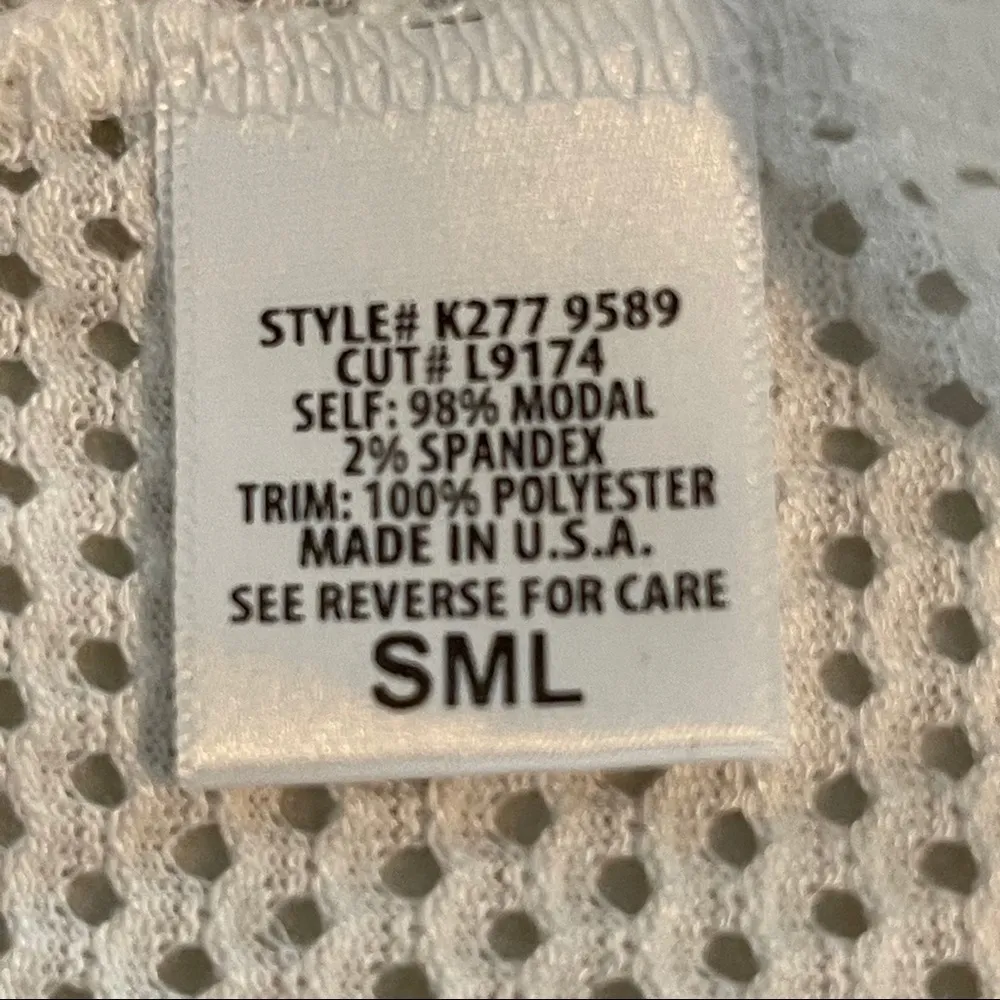 STYLE# K277 9589
CUT# L9174
SELF: 98% MODAL
2% SPANDEX
TRIM: 100% POLYESTER
MADE IN U.S.A.
SEE REVERSE FOR CARE
SML